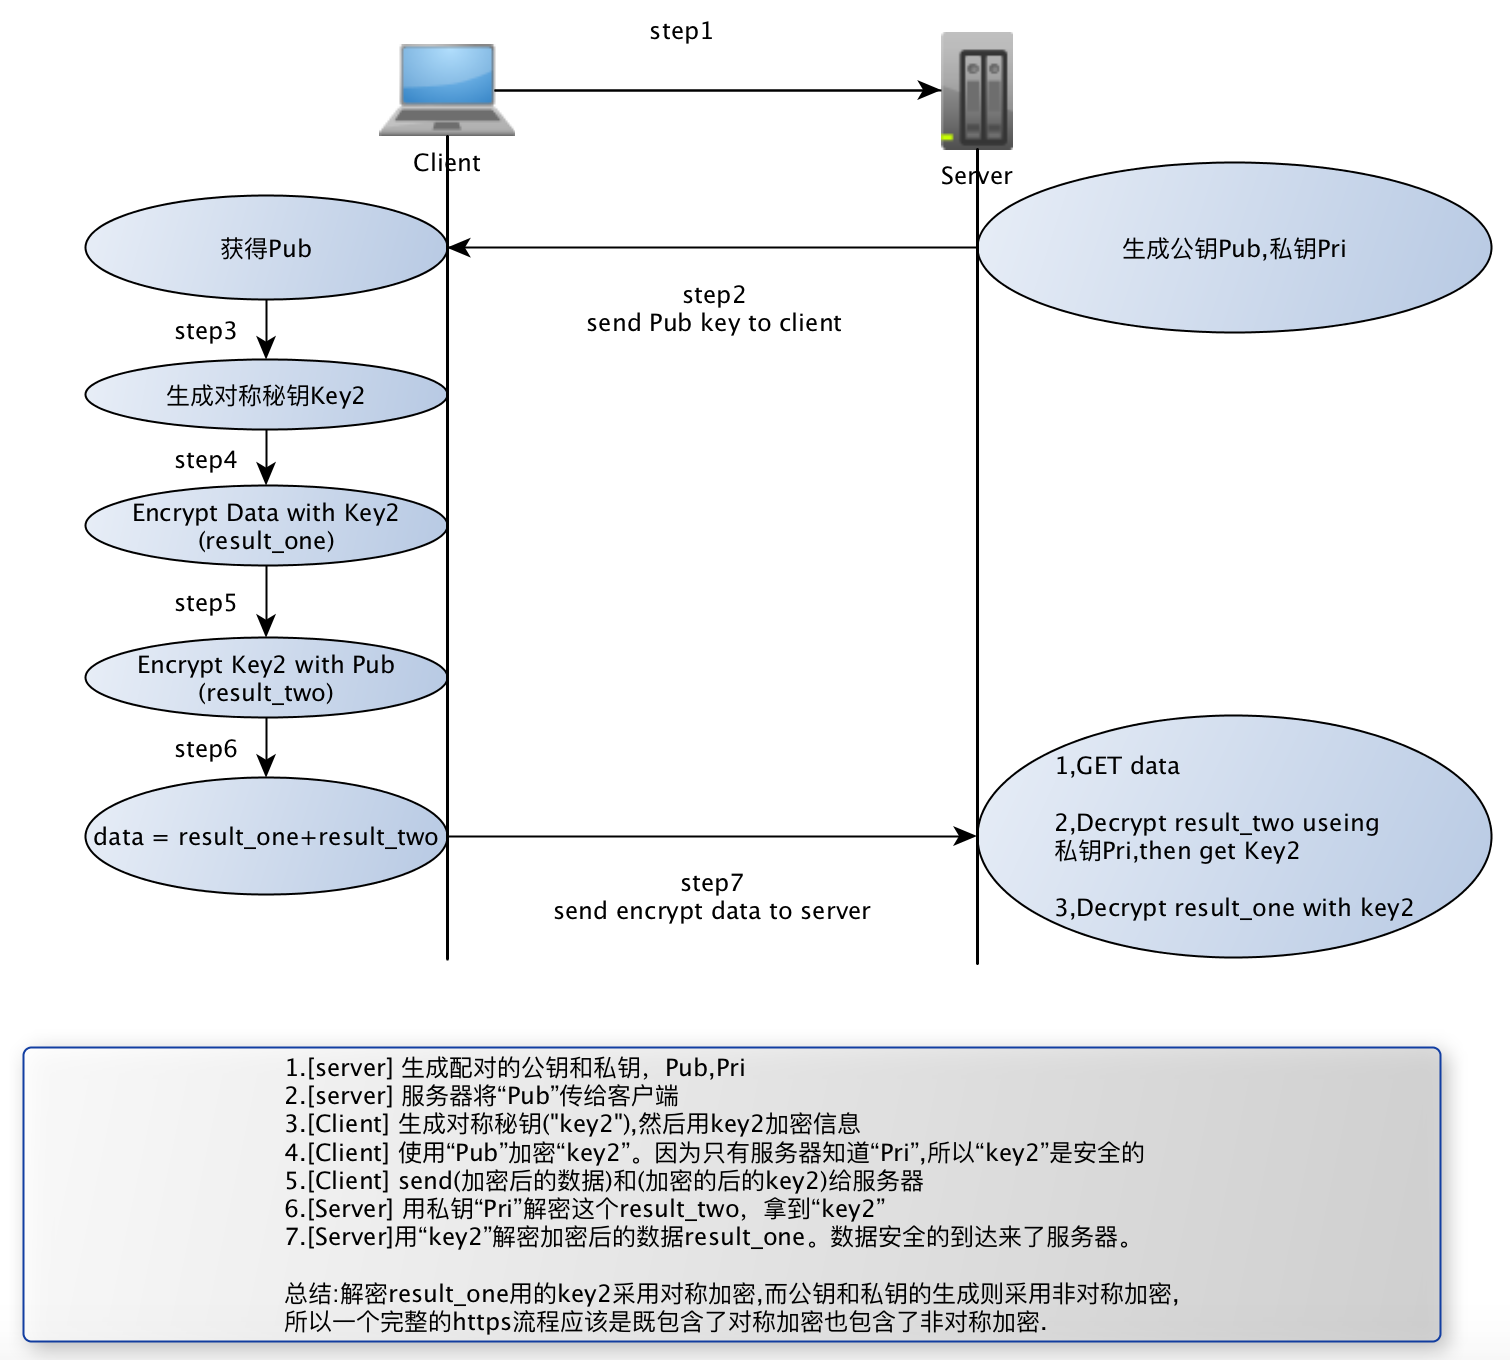 step1
Client
Server
获得Pub
生成公钥Pub,私钥Pri
step2
send Pub key to client
step3
生成对称秘钥Key2
step4
Encrypt Data with Key2
(result_one)
step5
Encrypt Key2 with Pub
(result_two)
step6
data = result_one+result_two
step7
send encrypt data to server
1,GET data
2,Decrypt result_two useing
私钥Pri,then get Key2
3,Decrypt result_one with key2
1.[server] 生成配对的公钥和私钥，Pub,Pri
2.[server] 服务器将“Pub”传给客户端
3.[Client] 生成对称秘钥("key2"),然后用key2加密信息
4.[Client] 使用“Pub”加密“key2”。因为只有服务器知道“Pri”,所以“key2”是安全的
5.[Client] send(加密后的数据)和(加密的后的key2)给服务器
6.[Server] 用私钥“Pri”解密这个result_two，拿到“key2”
7.[Server]用“key2”解密加密后的数据result_one。数据安全的到达来了服务器。
总结:解密result_one用的key2采用对称加密,而公钥和私钥的生成则采用非对称加密,
所以一个完整的https流程应该是既包含了对称加密也包含了非对称加密.